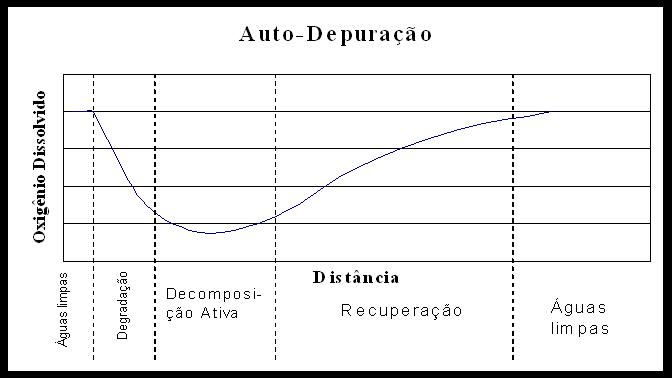 Auto-Depuração
Oxigênio Dissolvido
Distância
Águas limpas
Degradação
Decomposi-
ção Ativa
Recuperação
Águas
limpas